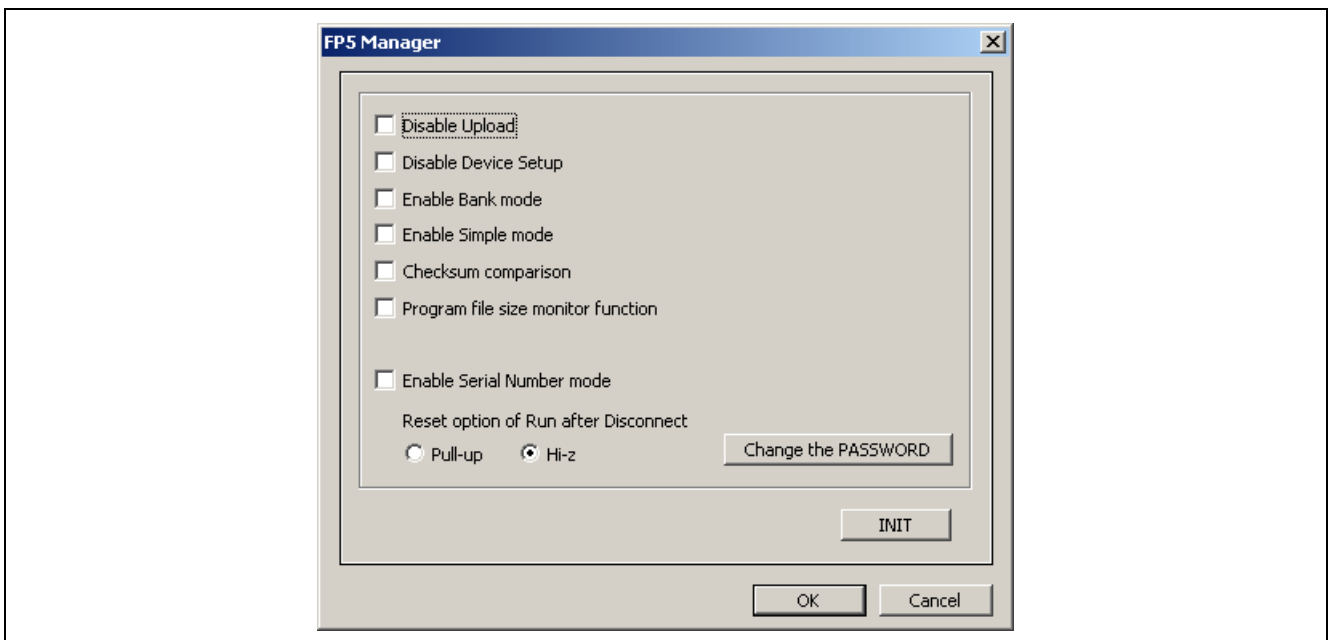 FP5 Manager
Disable Upload
Disable Device Setup
Enable Bank mode
Enable Simple mode
Checksum comparison
Program file size monitor function
Enable Serial Number mode
Reset option of Run after Disconnect
Pull-up Hi-z Change the PASSWORD
INIT
OK Cancel